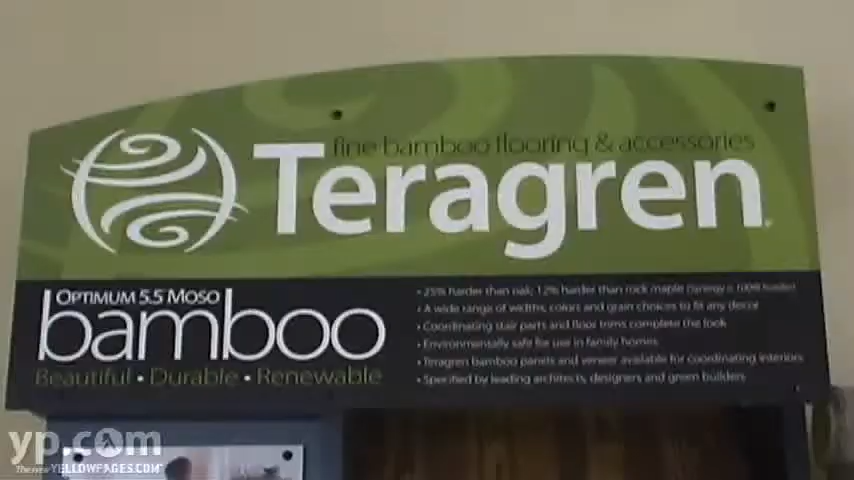 fine bamboo flooring & accessories
Teragren
OPTIMUM 5.5 MOSO
bamboo
Beautiful • Durable • Renewable
• 25% harder than oak; 12% harder than rock maple
• A wide range of widths, colors and grain choices to fit any decor
• Coordinating stair parts and floor trims complete the look
• Environmentally safe for use in family homes
• Teragren bamboo panels and veneer available for coordinating interiors
• Specified by leading architects, designers and green builders
yp.com
The new YELLOWPAGES.COM